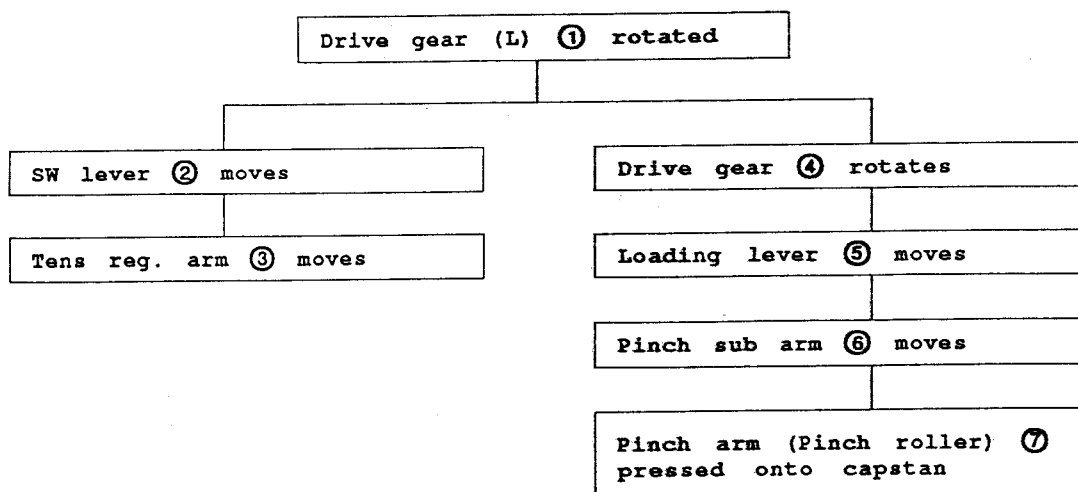 Drive gear (L) ① rotated
SW lever ② moves
Tens reg. arm ③ moves
Drive gear ④ rotates
Loading lever ⑤ moves
Pinch sub arm ⑥ moves
Pinch arm (Pinch roller) ⑦
pressed onto capstan